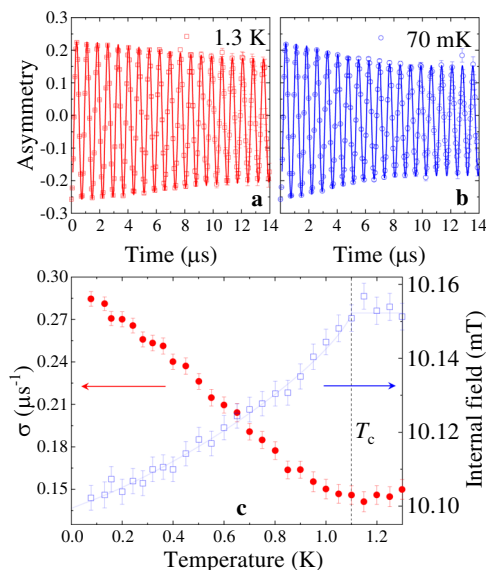 1.3 K
70 mK
Asymmetry
0.3
0.2
0.1
0.0
-0.1
-0.2
-0.3
a
b
0 2 4 6 8 10 12 14
2 4 6 8 10 12 14
Time (μs)
Time (μs)
σ (μs⁻¹)
0.30
0.27
0.24
0.21
0.18
0.15
Internal field (mT)
10.16
10.14
10.12
10.10
T_c
c
0.0 0.2 0.4 0.6 0.8 1.0 1.2
Temperature (K)